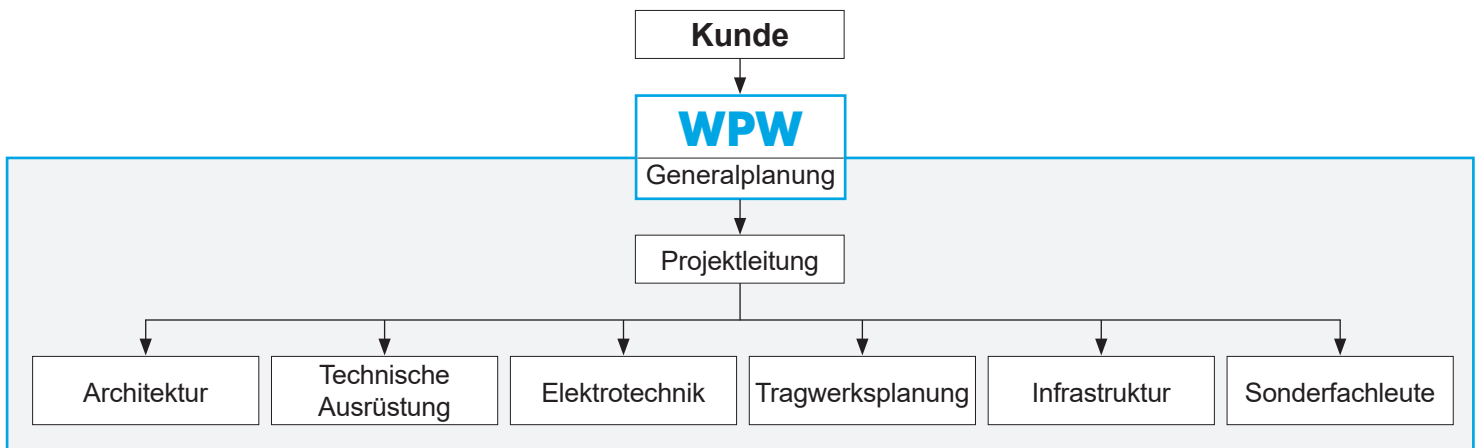 Kunde
WPW
Generalplanung
Projektleitung
Architektur
Technische
Ausrüstung
Elektrotechnik
Tragwerksplanung
Infrastruktur
Sonderfachleute